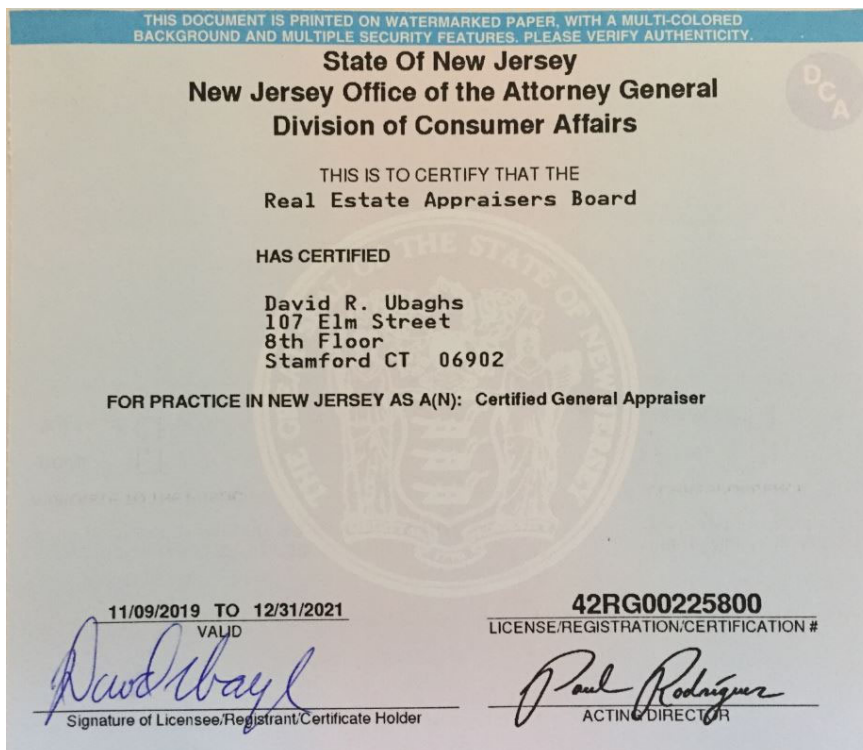 THIS DOCUMENT IS PRINTED ON WATERMARKED PAPER, WITH A MULTI-COLORED
BACKGROUND AND MULTIPLE SECURITY FEATURES. PLEASE VERIFY AUTHENTICITY.
DCA
State Of New Jersey
New Jersey Office of the Attorney General
Division of Consumer Affairs
THIS IS TO CERTIFY THAT THE
Real Estate Appraisers Board
HAS CERTIFIED
David R. Ubaghs
107 Elm Street
8th Floor
Stamford CT 06902
FOR PRACTICE IN NEW JERSEY AS A(N): Certified General Appraiser
11/09/2019 TO 12/31/2021
VALID
Signature of Licensee/Registrant/Certificate Holder
42RG00225800
LICENSE/REGISTRATION/CERTIFICATION #
Paul Rodríguez
ACTING DIRECTOR